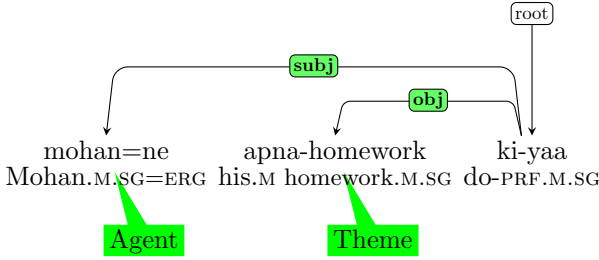 root
subj
obj
mohan=ne apna-homework ki-yaa
Mohan.M.SG=ERG his.M homework.M.SG do-PRF.M.SG
Agent Theme